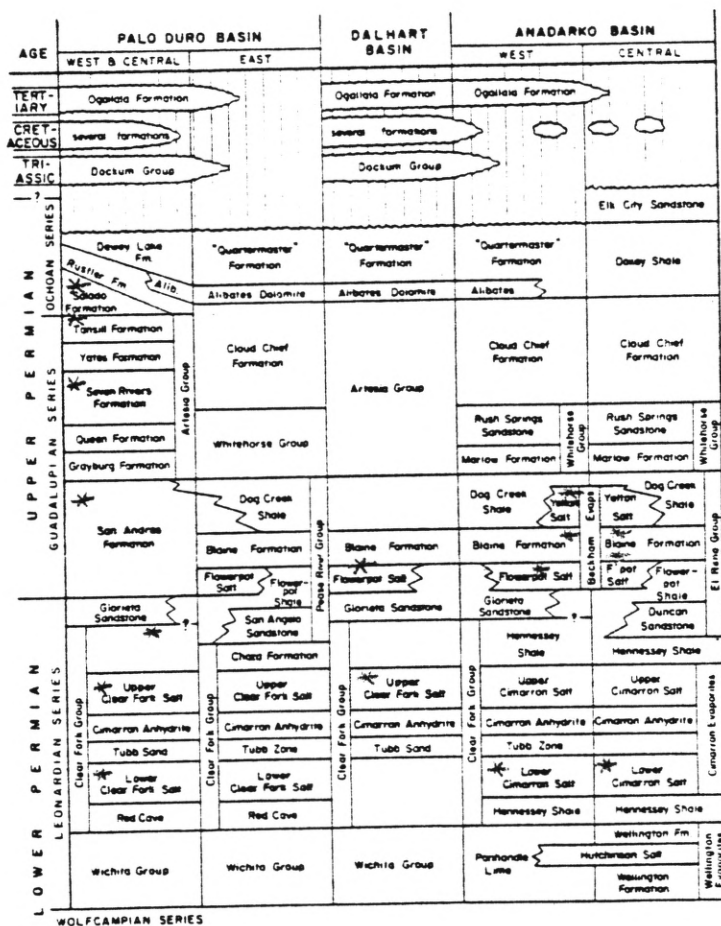 PALO DURO BASIN
DALHART BASIN
ANADARKO BASIN
AGE
WEST & CENTRAL
EAST
WEST
CENTRAL
TERT-
IARY
Ogallala Formation
Ogallala Formation
Ogallala Formation
CRET-
ACEOUS
several formations
several formations
TRI-
ASSIC
Dockum Group
Dockum Group
?
Elk City Sandstone
UPPER PERMIAN
OCHOAN SERIES
Dewey Lake
Fm.
"Quartermaster"
Formation
"Quartermaster"
Formation
"Quartermaster"
Formation
Doxey Shale
Rustler Fm
Alib.
Alibates Dolomite
Alibates Dolomite
Alibates
Salado
Formation
GUADALUPIAN SERIES
Tansill Formation
Yates Formation
Seven Rivers
Formation
Queen Formation
Grayburg Formation
Artesia Group
Cloud Chief
Formation
Whitehorse Group
Artesia Group
Cloud Chief
Formation
Cloud Chief
Formation
Rush Springs
Sandstone
Marlow Formation
Whitehorse
Group
Rush Springs
Sandstone
Marlow Formation
Whitehorse
Group
San Andres
Formation
Dog Creek
Shale
Blaine Formation
Flowerpot
Salt
Flower-
pot
Shale
Pease River Group
Blaine Formation
Flowerpot Salt
Dog Creek
Shale
Yelton
Salt
Blaine Formation
Flowerpot Salt
Beckham Evaps
Yelton
Salt
Dog Creek
Shale
Blaine Formation
F'pot
Salt
Flower-
pot
Shale
El Reno Group
LOWER PERMIAN
LEONARDIAN SERIES
Glorieta
Sandstone
?
San Angelo
Sandstone
Glorieta Sandstone
Glorieta
Sandstone
?
Duncan
Sandstone
Clear Fork Group
Upper
Clear Fork Salt
Cimarron Anhydrite
Tubb Sand
Lower
Clear Fork Salt
Red Cave
Clear Fork Group
Choza Formation
Upper
Clear Fork Salt
Cimarron Anhydrite
Tubb Zone
Lower
Clear Fork Salt
Red Cave
Clear Fork Group
Upper
Clear Fork Salt
Cimarron Anhydrite
Tubb Sand
Clear Fork Group
Hennessey
Shale
Upper
Cimarron Salt
Cimarron Anhydrite
Tubb Zone
Lower
Cimarron Salt
Hennessey Shale
Hennessey Shale
Upper
Cimarron Salt
Cimarron Anhydrite
Lower
Cimarron Salt
Hennessey Shale
Cimarron Evaporites
Wichita Group
Wichita Group
Wichita Group
Panhandle
Lime
Wellington Fm
Hutchinson Salt
Wellington
Formation
Wellington
Evaporites
WOLFCAMPIAN SERIES